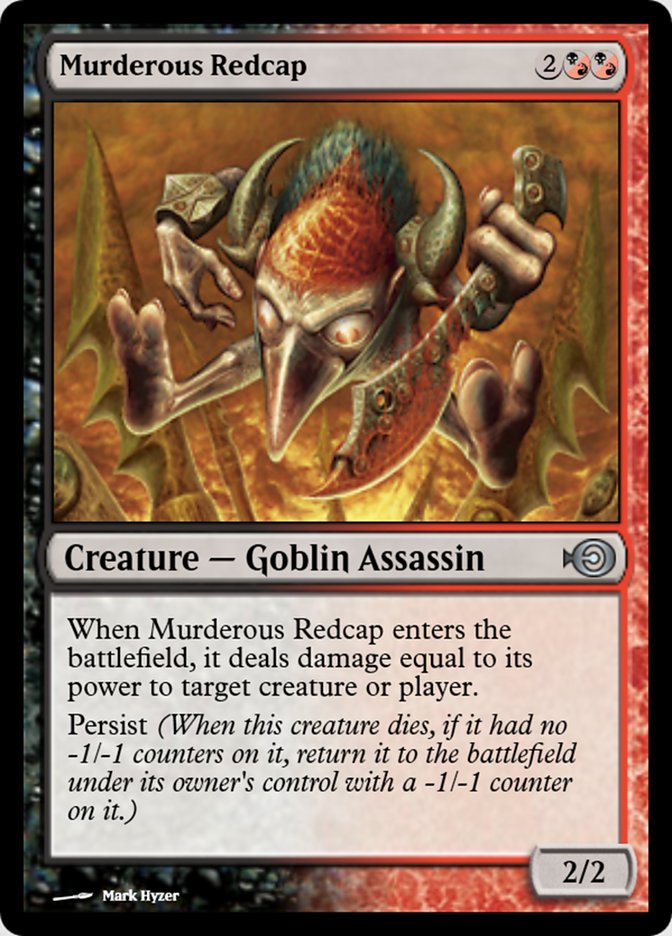 Murderous Redcap 2
Creature — Goblin Assassin
When Murderous Redcap enters the
battlefield, it deals damage equal to its
power to target creature or player.
Persist (When this creature dies, if it had no
-1/-1 counters on it, return it to the battlefield
under its owner's control with a -1/-1 counter
on it.)
2/2
Mark Hyzer